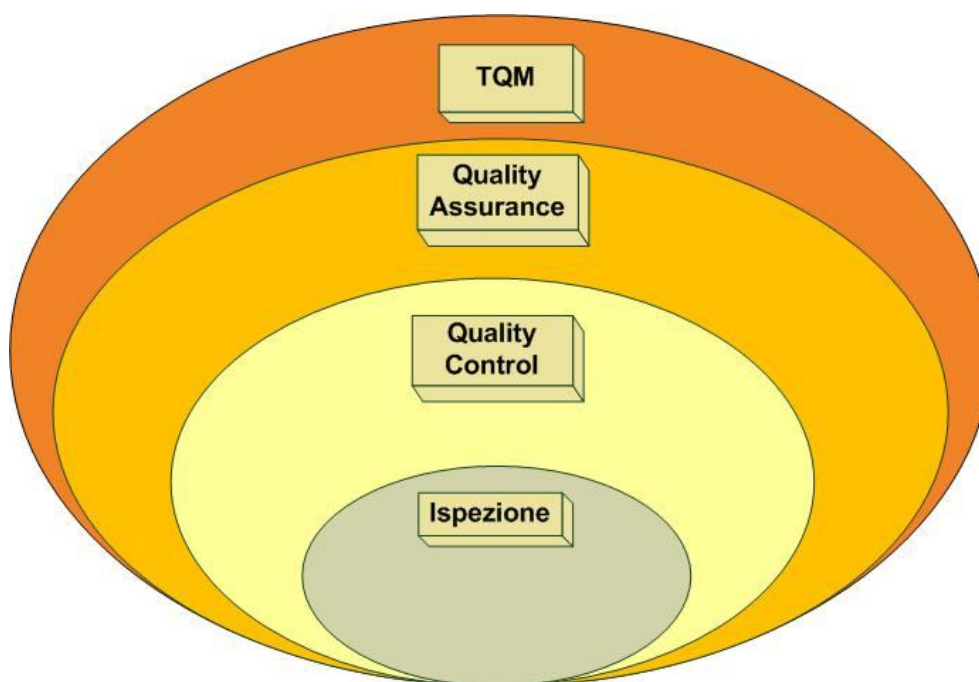 TQM
Quality
Assurance
Quality
Control
Ispezione